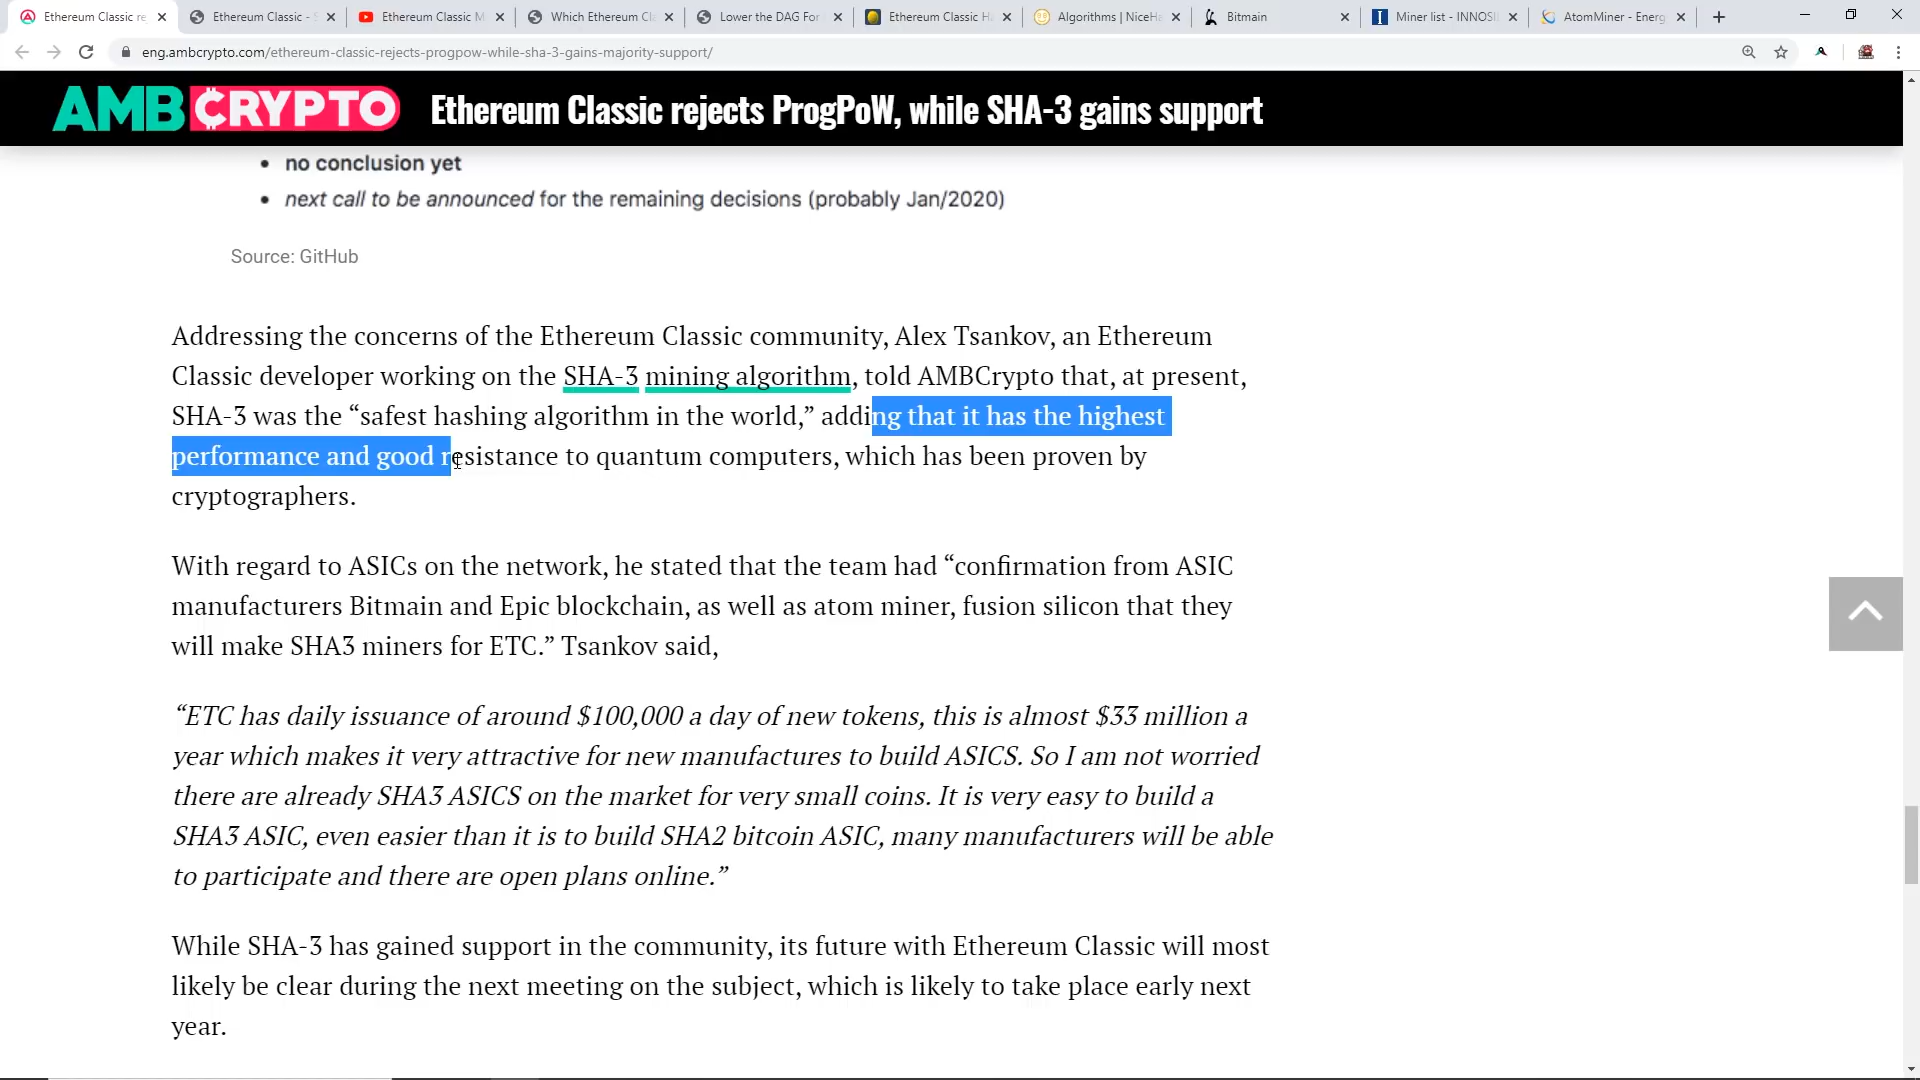 Ethereum Classic re
Ethereum Classic - S
Ethereum Classic M
Which Ethereum Cla
Lower the DAG For
Ethereum Classic Ha
Algorithms | NiceHa
Bitmain
Miner list - INNOSI
AtomMiner - Energ
eng.ambcrypto.com/ethereum-classic-rejects-progpow-while-sha-3-gains-majority-support/
AMBCRYPTO Ethereum Classic rejects ProgPoW, while SHA-3 gains support
• no conclusion yet
• next call to be announced for the remaining decisions (probably Jan/2020)
Source: GitHub
Addressing the concerns of the Ethereum Classic community, Alex Tsankov, an Ethereum
Classic developer working on the SHA-3 mining algorithm, told AMBCrypto that, at present,
SHA-3 was the “safest hashing algorithm in the world,” adding that it has the highest
performance and good resistance to quantum computers, which has been proven by
cryptographers.
With regard to ASICs on the network, he stated that the team had “confirmation from ASIC
manufacturers Bitmain and Epic blockchain, as well as atom miner, fusion silicon that they
will make SHA3 miners for ETC.” Tsankov said,
“ETC has daily issuance of around $100,000 a day of new tokens, this is almost $33 million a
year which makes it very attractive for new manufactures to build ASICS. So I am not worried
there are already SHA3 ASICS on the market for very small coins. It is very easy to build a
SHA3 ASIC, even easier than it is to build SHA2 bitcoin ASIC, many manufacturers will be able
to participate and there are open plans online.”
While SHA-3 has gained support in the community, its future with Ethereum Classic will most
likely be clear during the next meeting on the subject, which is likely to take place early next
year.